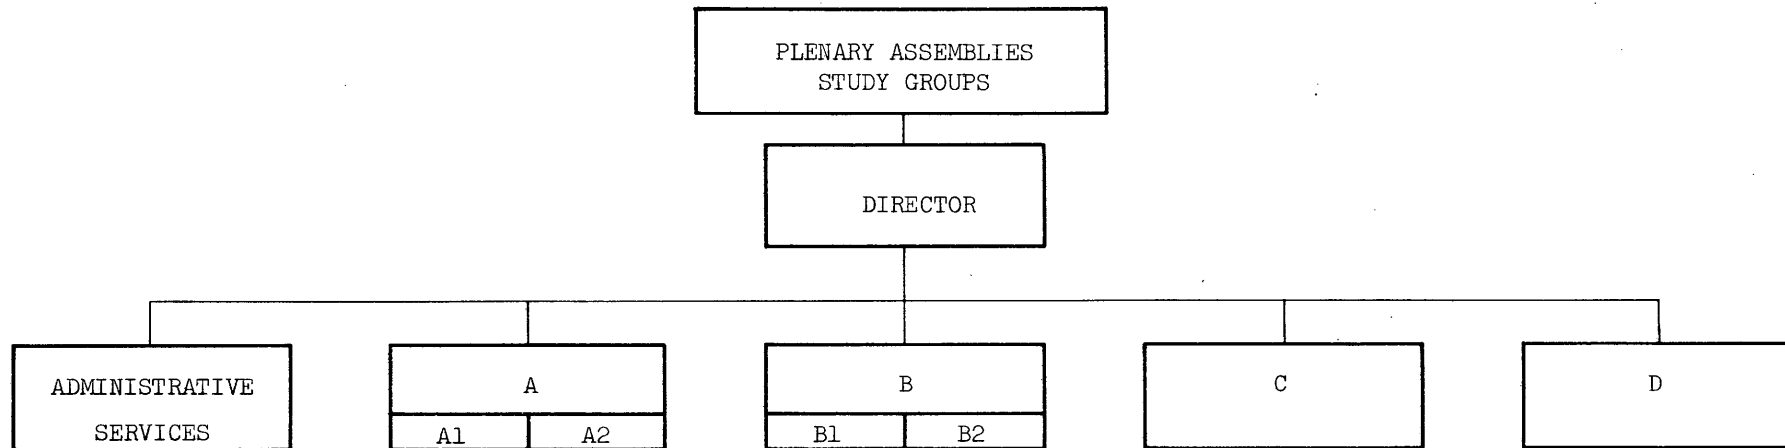 PLENARY ASSEMBLIES
STUDY GROUPS
DIRECTOR
ADMINISTRATIVE
SERVICES
A
A1 A2
B
B1 B2
C
D